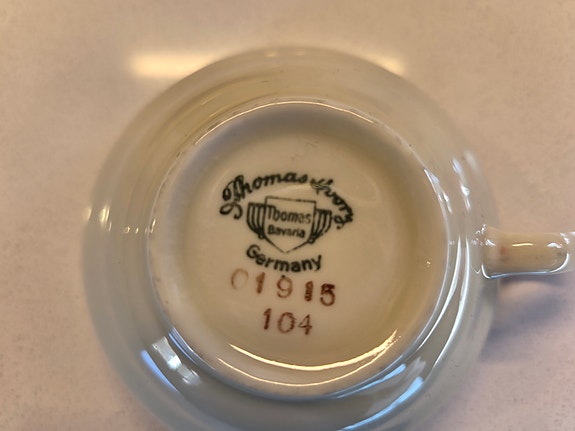 Thomas Ivory.
Thomas
Bavaria
Germany
01915
104